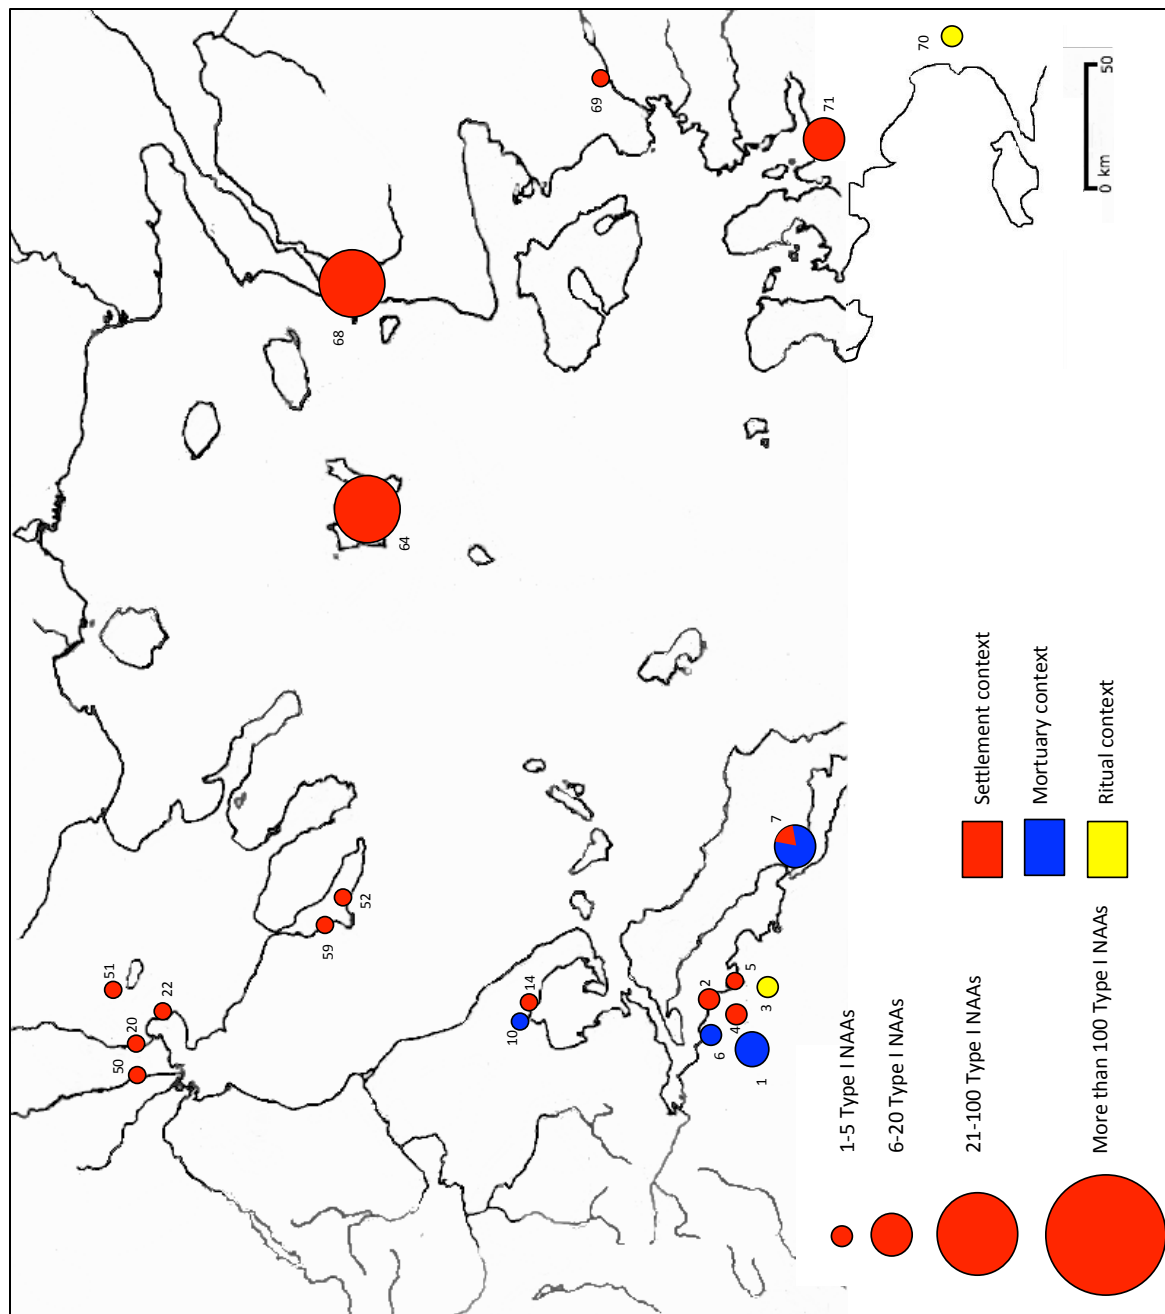 51
22
20
50
59
52
68
64
69
71
70
14
10
7
2
5
3
4
6
1
0 km 50
1-5 Type I NAAs
6-20 Type I NAAs
21-100 Type I NAAs
More than 100 Type I NAAs
Settlement context
Mortuary context
Ritual context